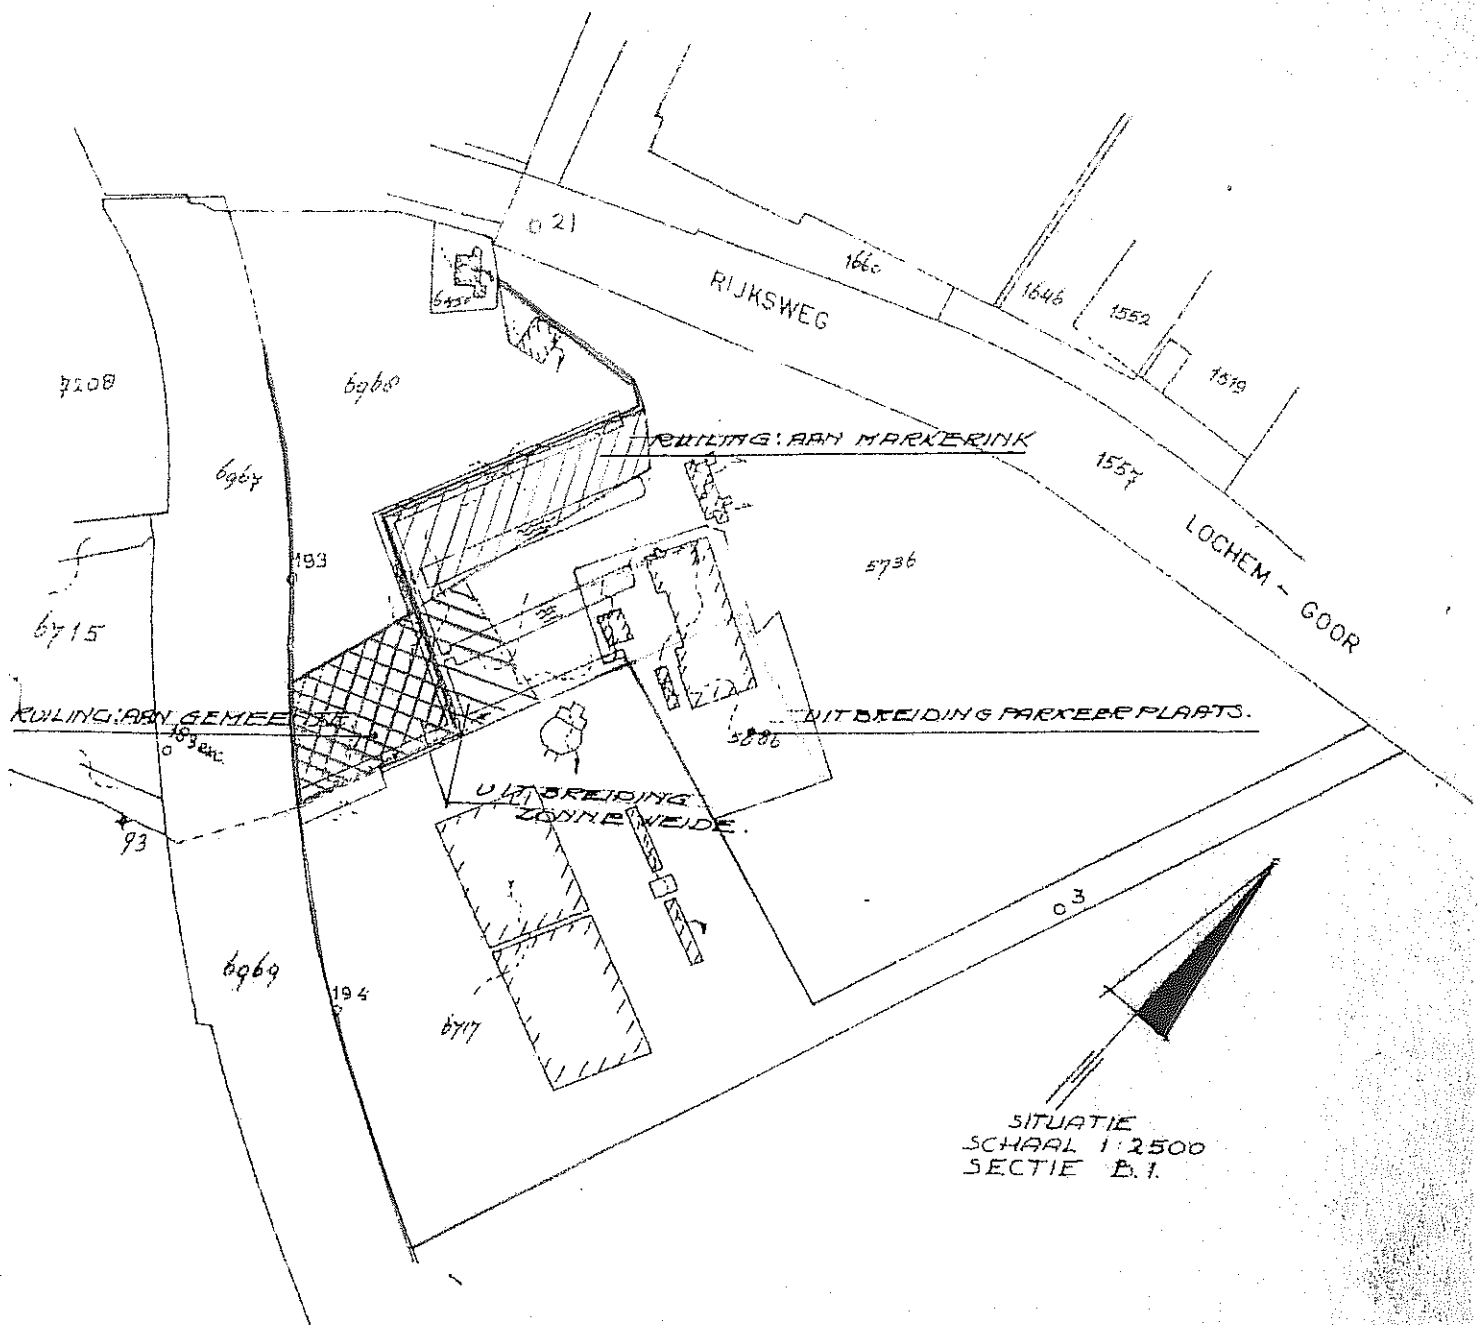 21
RIJKSWEG
1660
1646
1552
1519
7208
6968
RUILING: AAN MARKERINK
6967
1557
LOCHEM - GOOR
193
5736
6715
RUILING: AAN GEMEENTE
UITBREIDING PARKEERPLAATS.
5886
UITBREIDING
ZONNEWEIDE.
93
3
6969
194
6717
SITUATIE
SCHAAL 1:2500
SECTIE B.1.